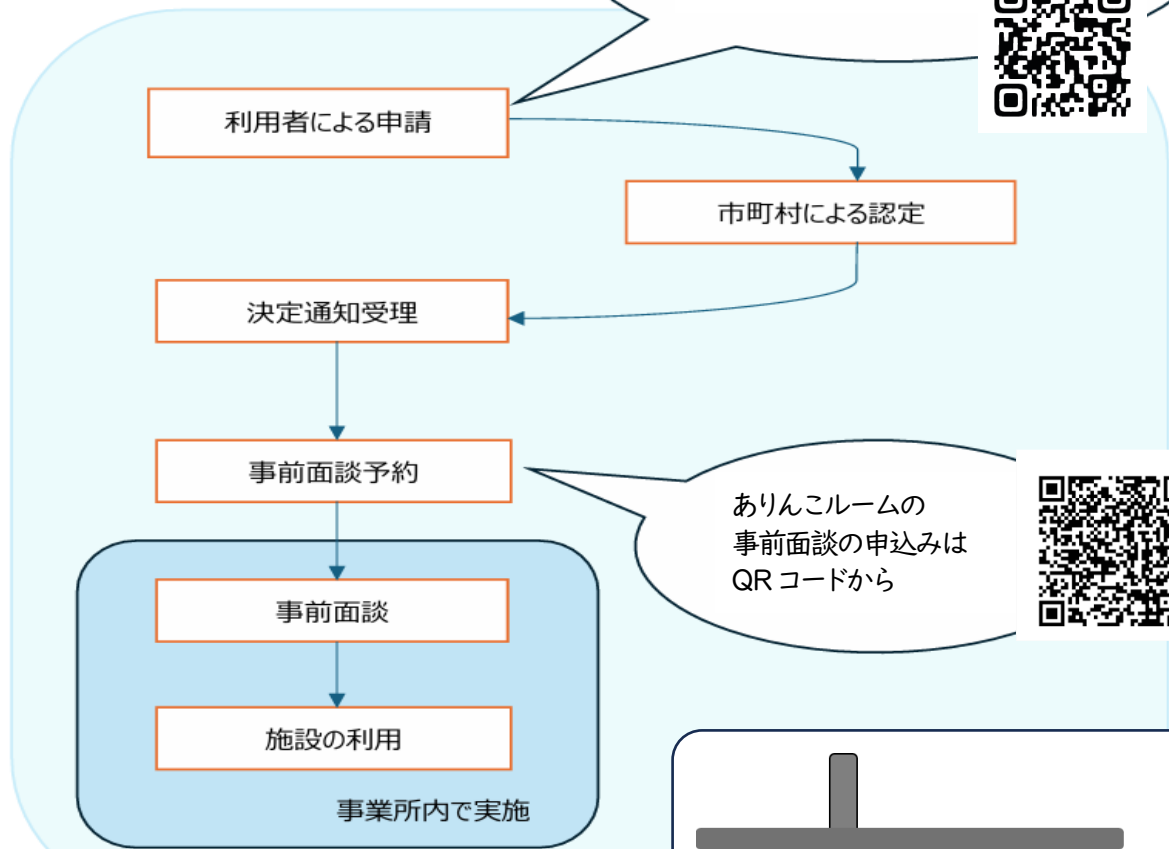 利用者による申請
市町村による認定
決定通知受理
事前面談予約
ありんこルームの
事前面談の申込みは
QRコードから
事前面談
施設の利用
事業所内で実施